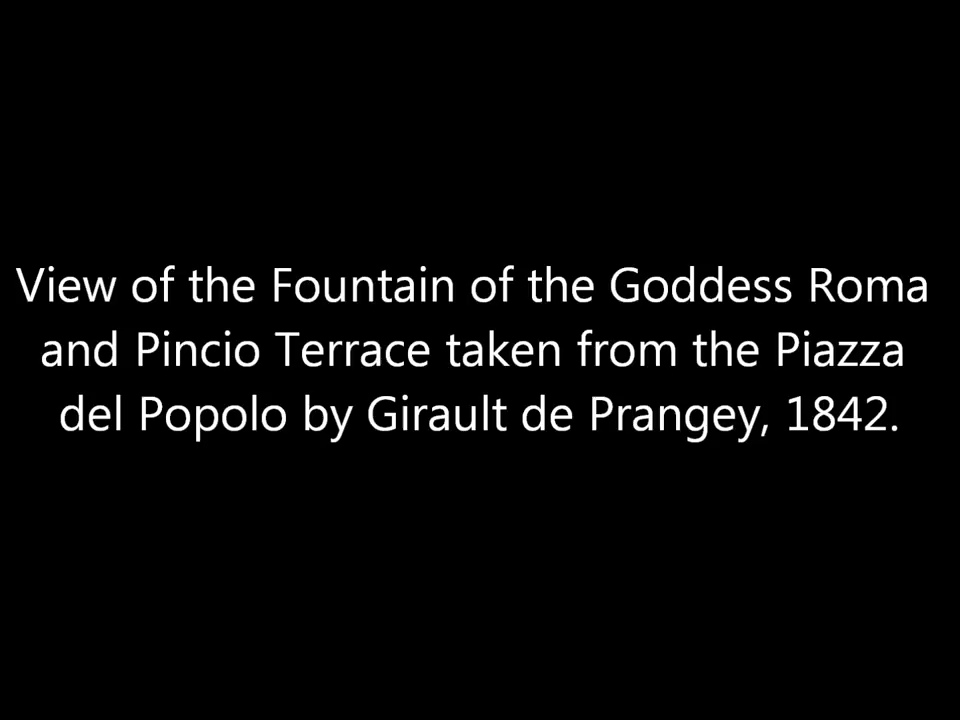 View of the Fountain of the Goddess Roma
and Pincio Terrace taken from the Piazza
del Popolo by Girault de Prangey, 1842.